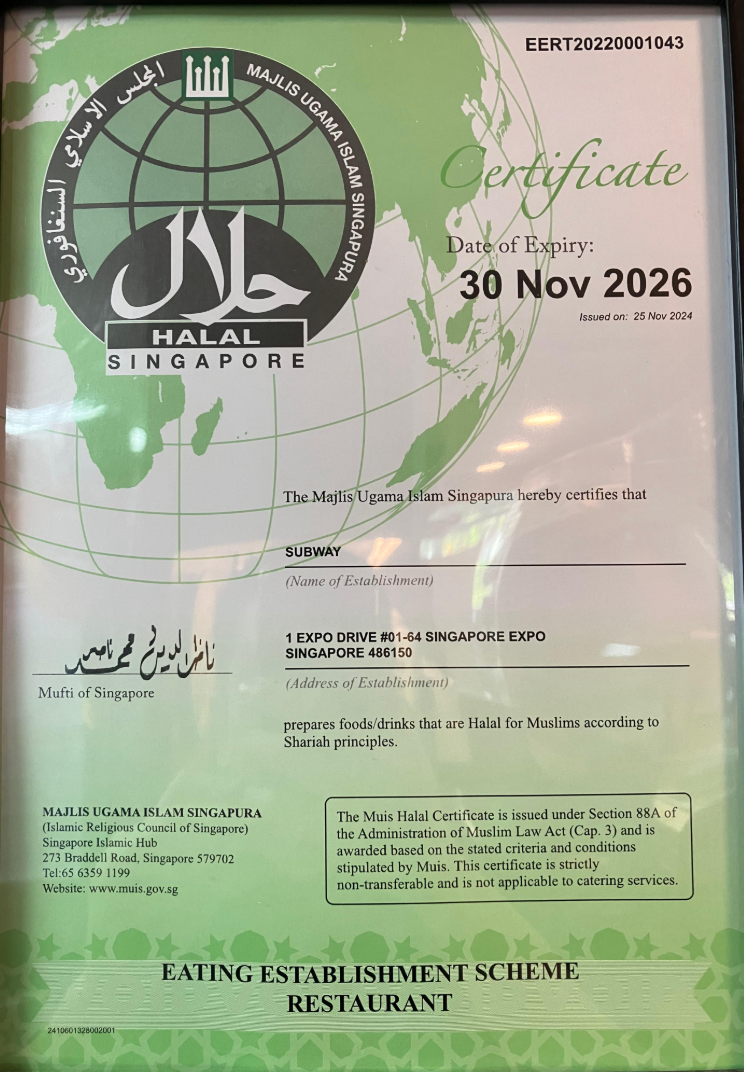 EERT20220001043
المجلس الاسلامي السنغافوري
MAJLIS UGAMA ISLAM SINGAPURA
حلال
HALAL
SINGAPORE
Certificate
Date of Expiry:
30 Nov 2026
Issued on: 25 Nov 2024
The Majlis Ugama Islam Singapura hereby certifies that
SUBWAY
(Name of Establishment)
1 EXPO DRIVE #01-64 SINGAPORE EXPO
SINGAPORE 486150
(Address of Establishment)
Mufti of Singapore
prepares foods/drinks that are Halal for Muslims according to
Shariah principles.
MAJLIS UGAMA ISLAM SINGAPURA
(Islamic Religious Council of Singapore)
Singapore Islamic Hub
273 Braddell Road, Singapore 579702
Tel:65 6359 1199
Website: www.muis.gov.sg
The Muis Halal Certificate is issued under Section 88A of
the Administration of Muslim Law Act (Cap. 3) and is
awarded based on the stated criteria and conditions
stipulated by Muis. This certificate is strictly
non-transferable and is not applicable to catering services.
EATING ESTABLISHMENT SCHEME
RESTAURANT
2410601328002001